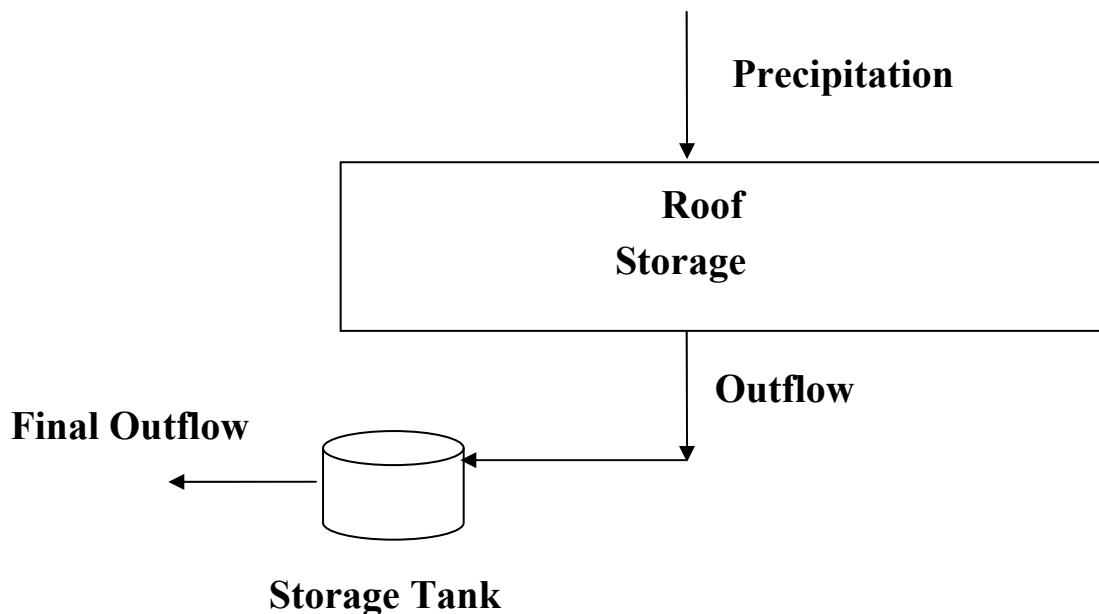 Precipitation
Roof
Storage
Outflow
Final Outflow
Storage Tank